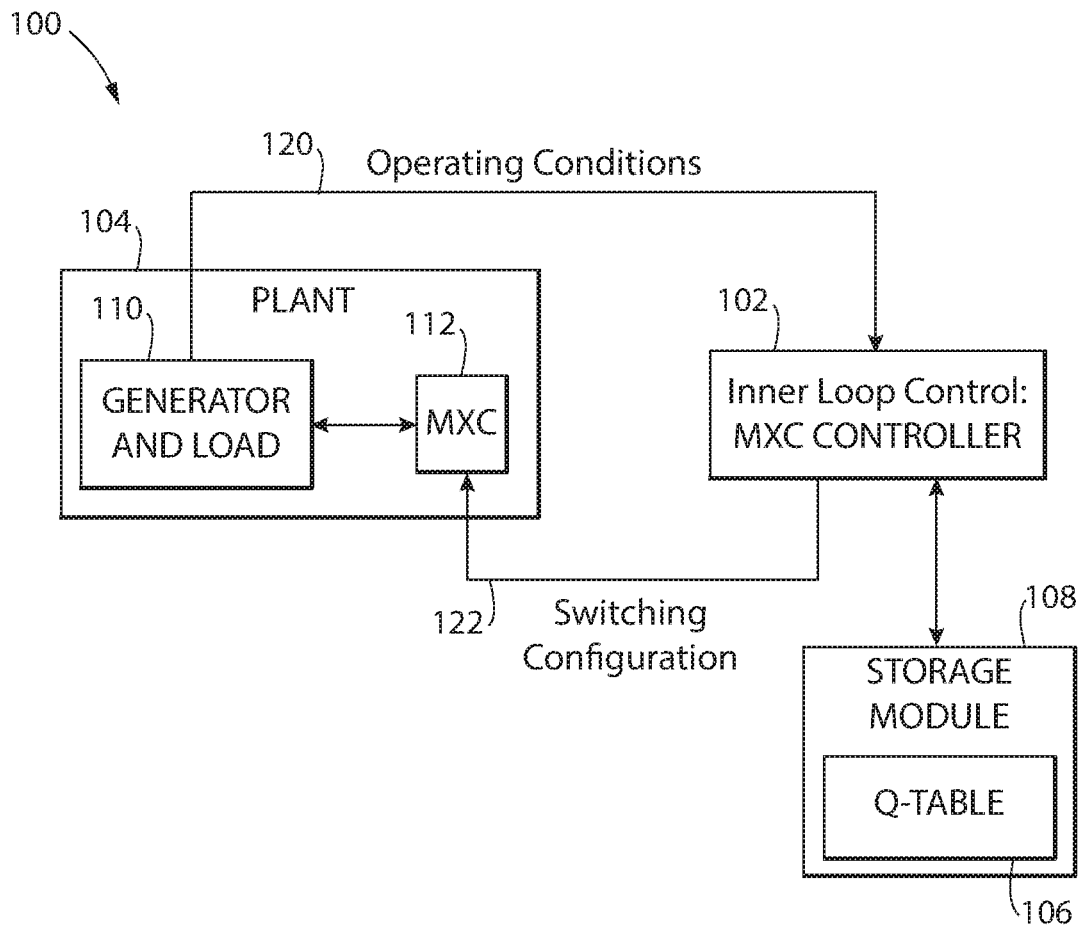 100
120
Operating Conditions
104
PLANT
110
112
102
GENERATOR
AND LOAD
MXC
Inner Loop Control:
MXC CONTROLLER
122
Switching
Configuration
108
STORAGE
MODULE
Q-TABLE
106